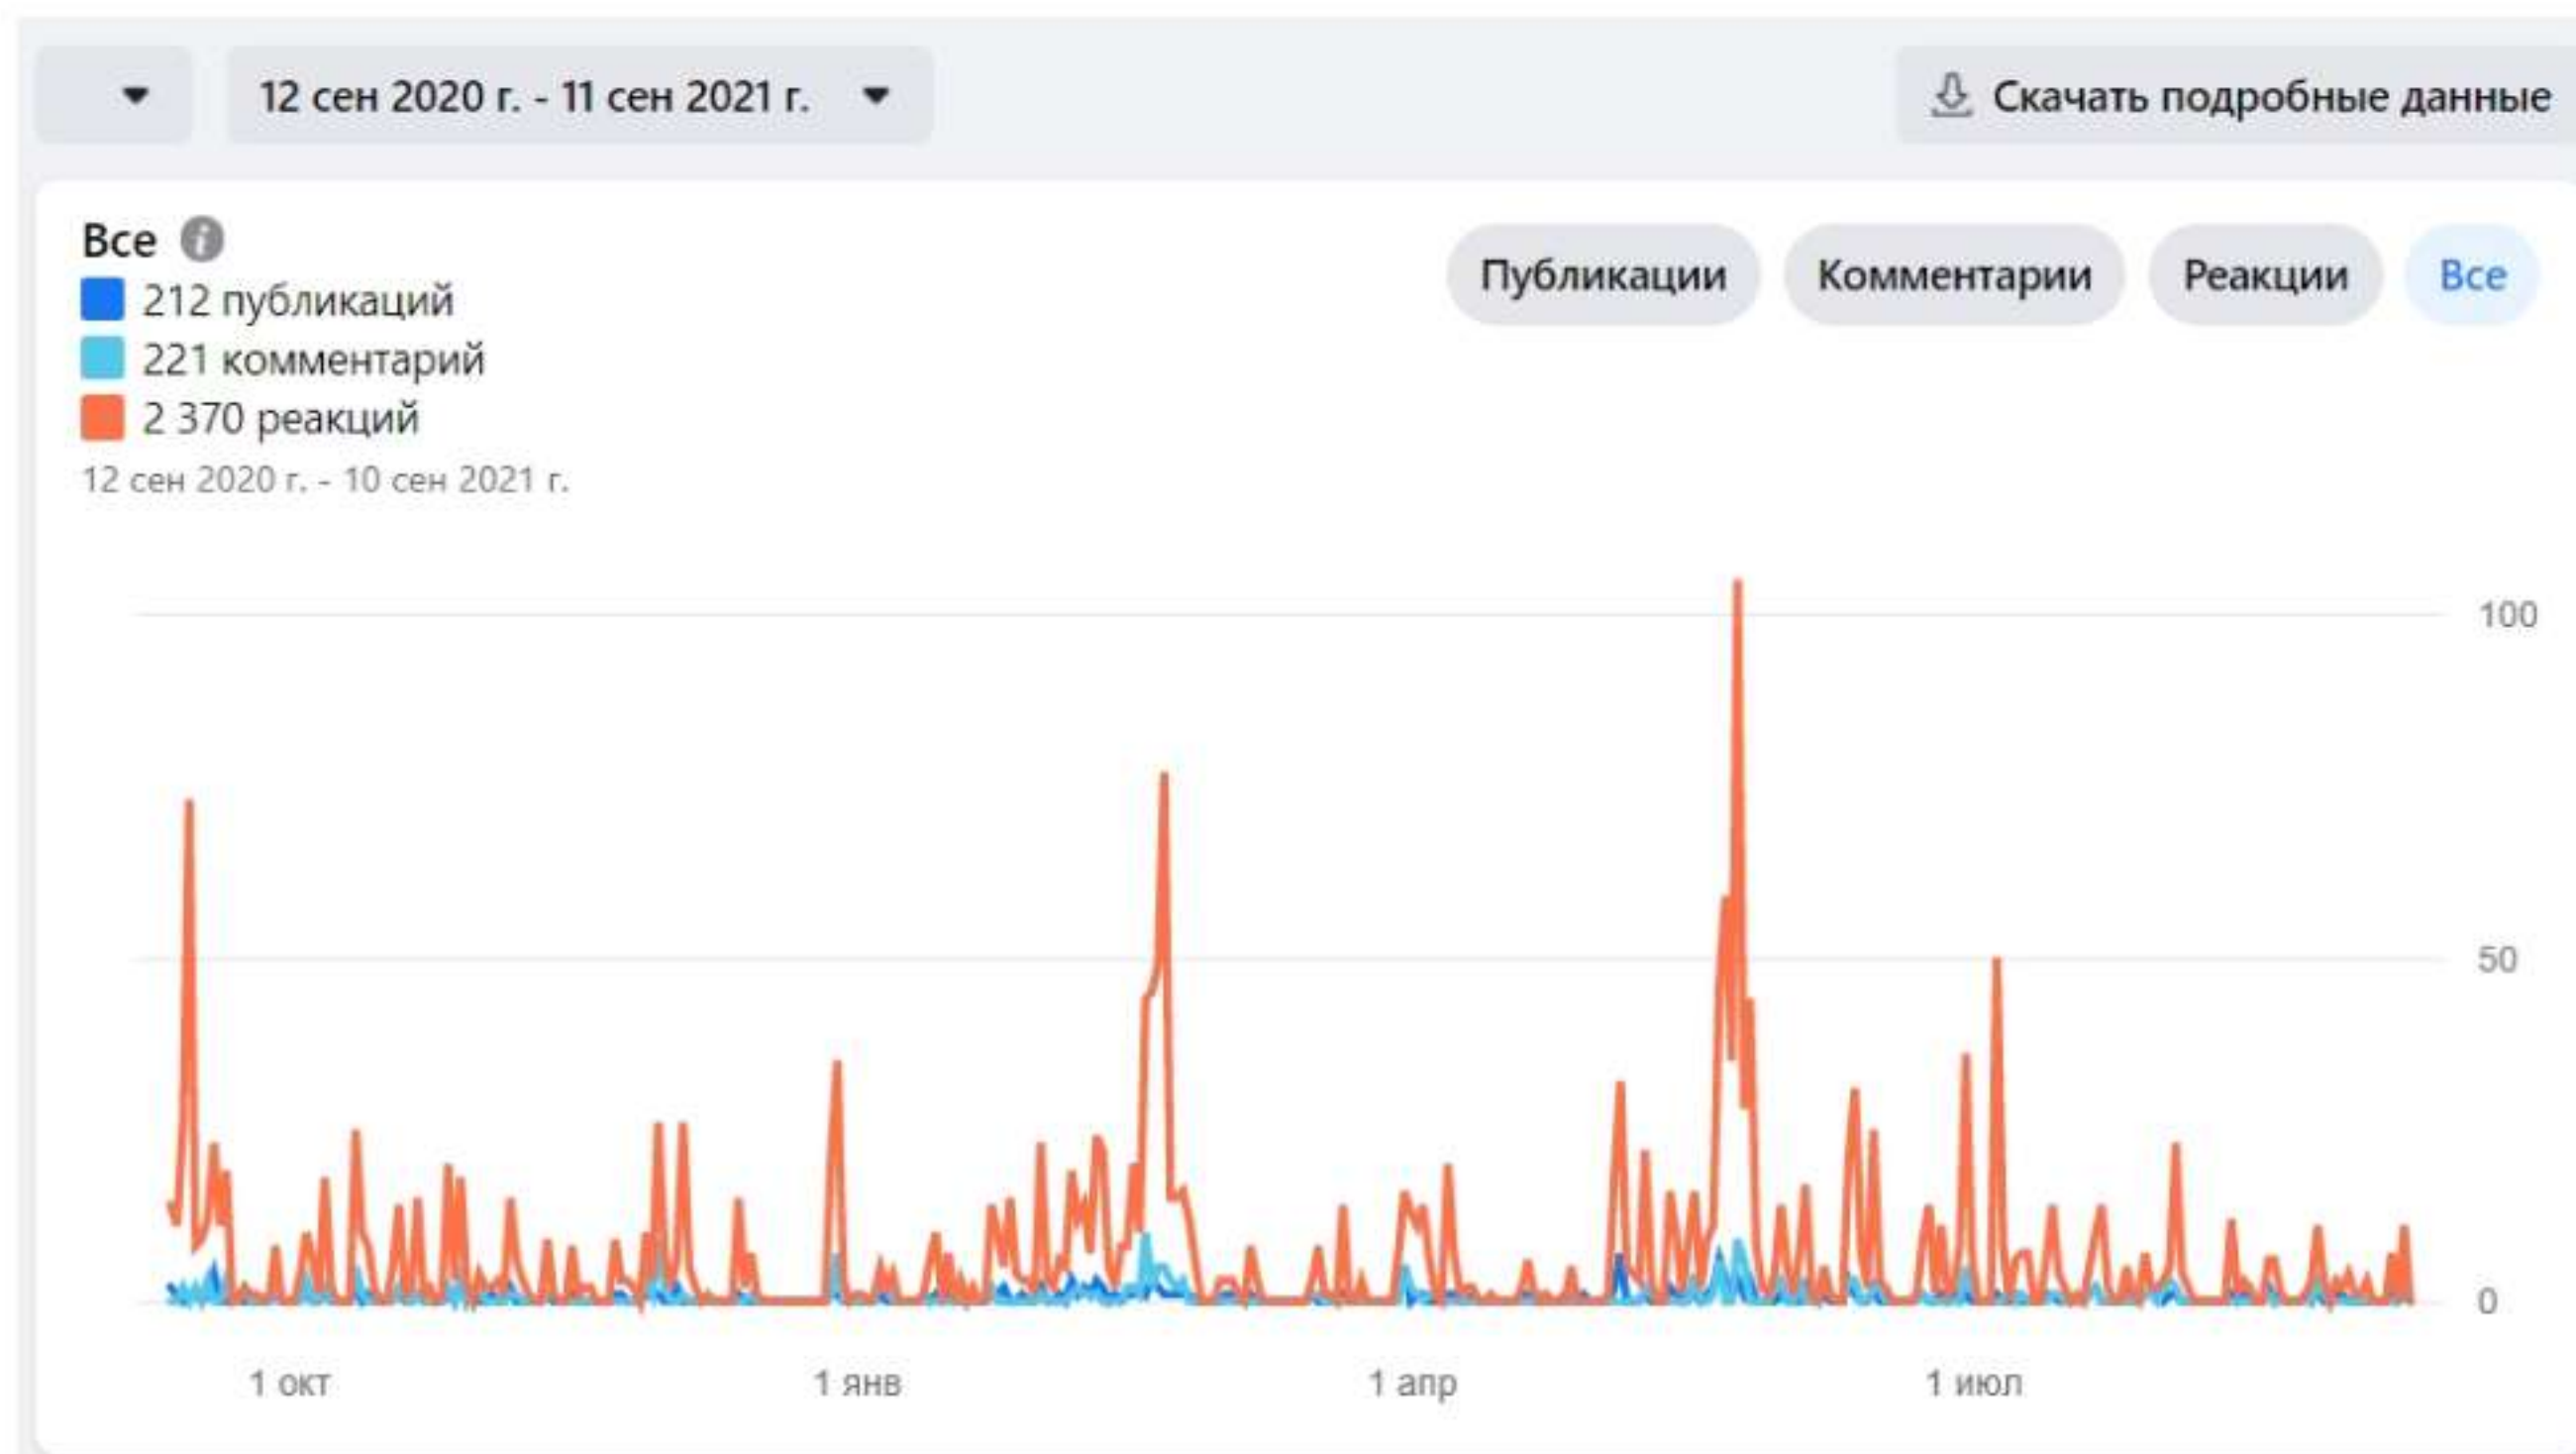 12 сен 2020 г. - 11 сен 2021 г.
Скачать подробные данные
Все
212 публикаций
221 комментарий
2 370 реакций
12 сен 2020 г. - 10 сен 2021 г.
Публикации
Комментарии
Реакции
Все
100
50
0
1 окт
1 янв
1 апр
1 июл